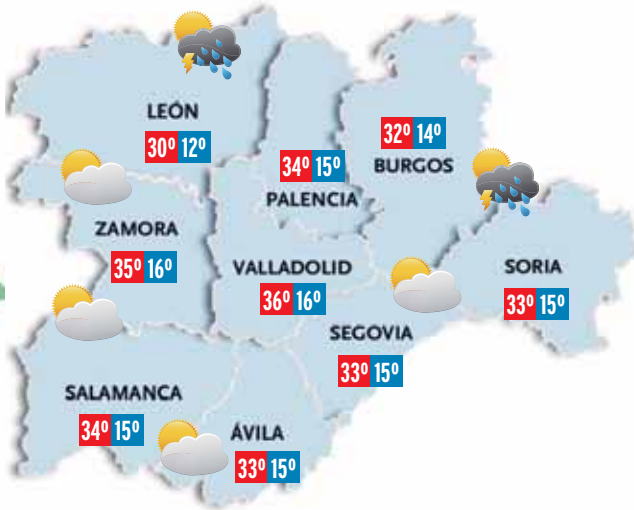 LEÓN
30º 12º
32º 14º
BURGOS
34º 15º
PALENCIA
ZAMORA
35º 16º
VALLADOLID
36º 16º
SORIA
33º 15º
SEGOVIA
33º 15º
SALAMANCA
34º 15º
ÁVILA
33º 15º